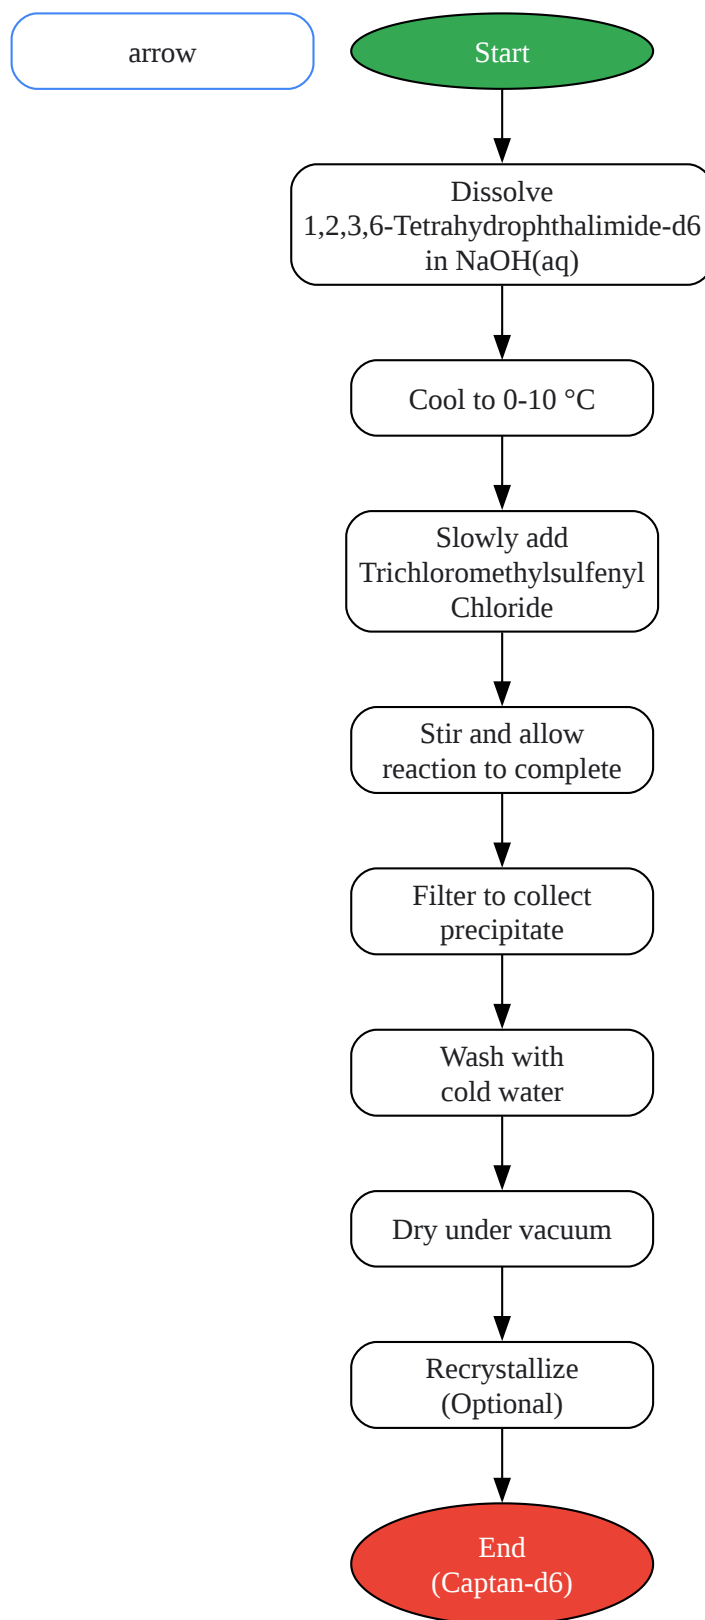 arrow
Start
Dissolve
1,2,3,6-Tetrahydrophthalimide-d6
in NaOH(aq)
Cool to 0-10 °C
Slowly add
Trichloromethylsulfenyl
Chloride
Stir and allow
reaction to complete
Filter to collect
precipitate
Wash with
cold water
Dry under vacuum
Recrystallize
(Optional)
End
(Captan-d6)